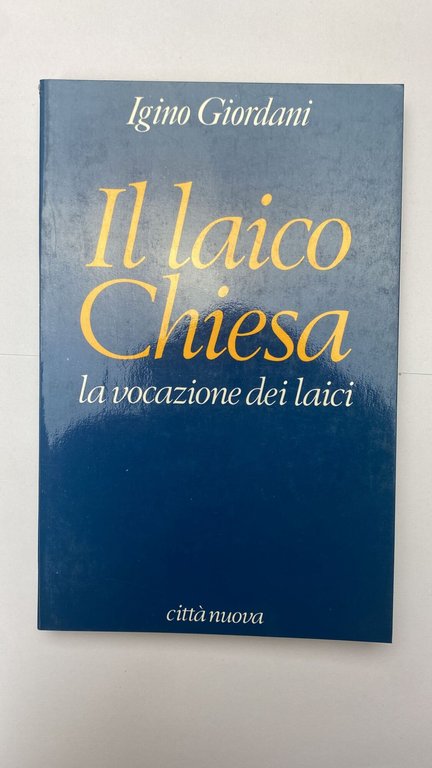 Igino Giordani
Il laico
Chiesa
la vocazione dei laici
città nuova